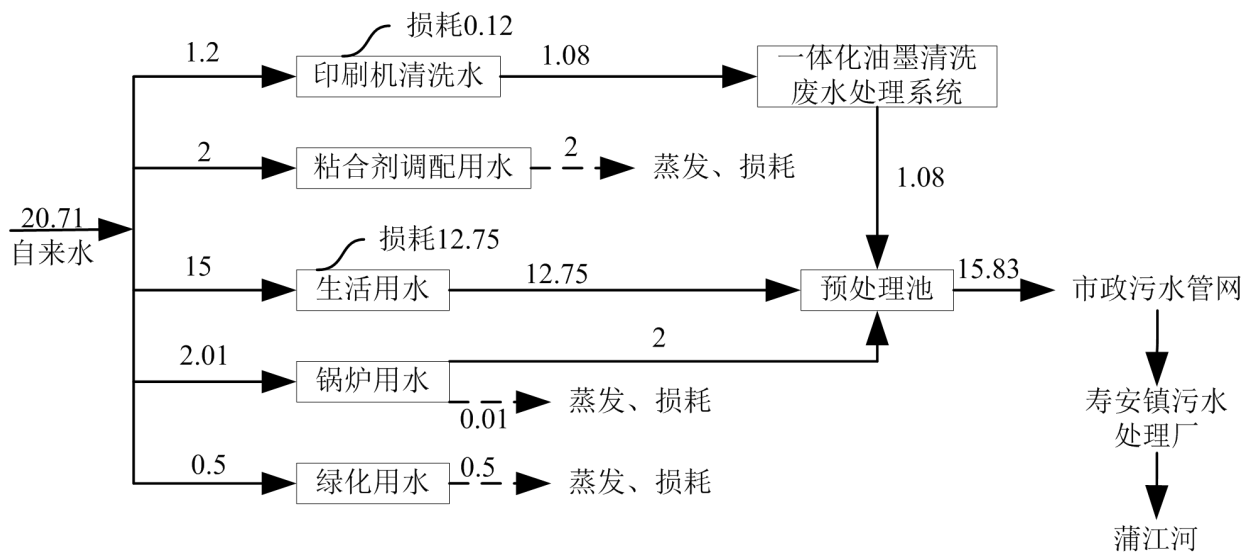 损耗0.12
1.2
印刷机清洗水
1.08
一体化油墨清洗
废水处理系统
2
粘合剂调配用水
2
蒸发、损耗
1.08
20.71
自来水
损耗12.75
15
生活用水
12.75
预处理池
15.83
市政污水管网
2.01
锅炉用水
2
0.01
蒸发、损耗
寿安镇污水
处理厂
0.5
绿化用水
0.5
蒸发、损耗
蒲江河